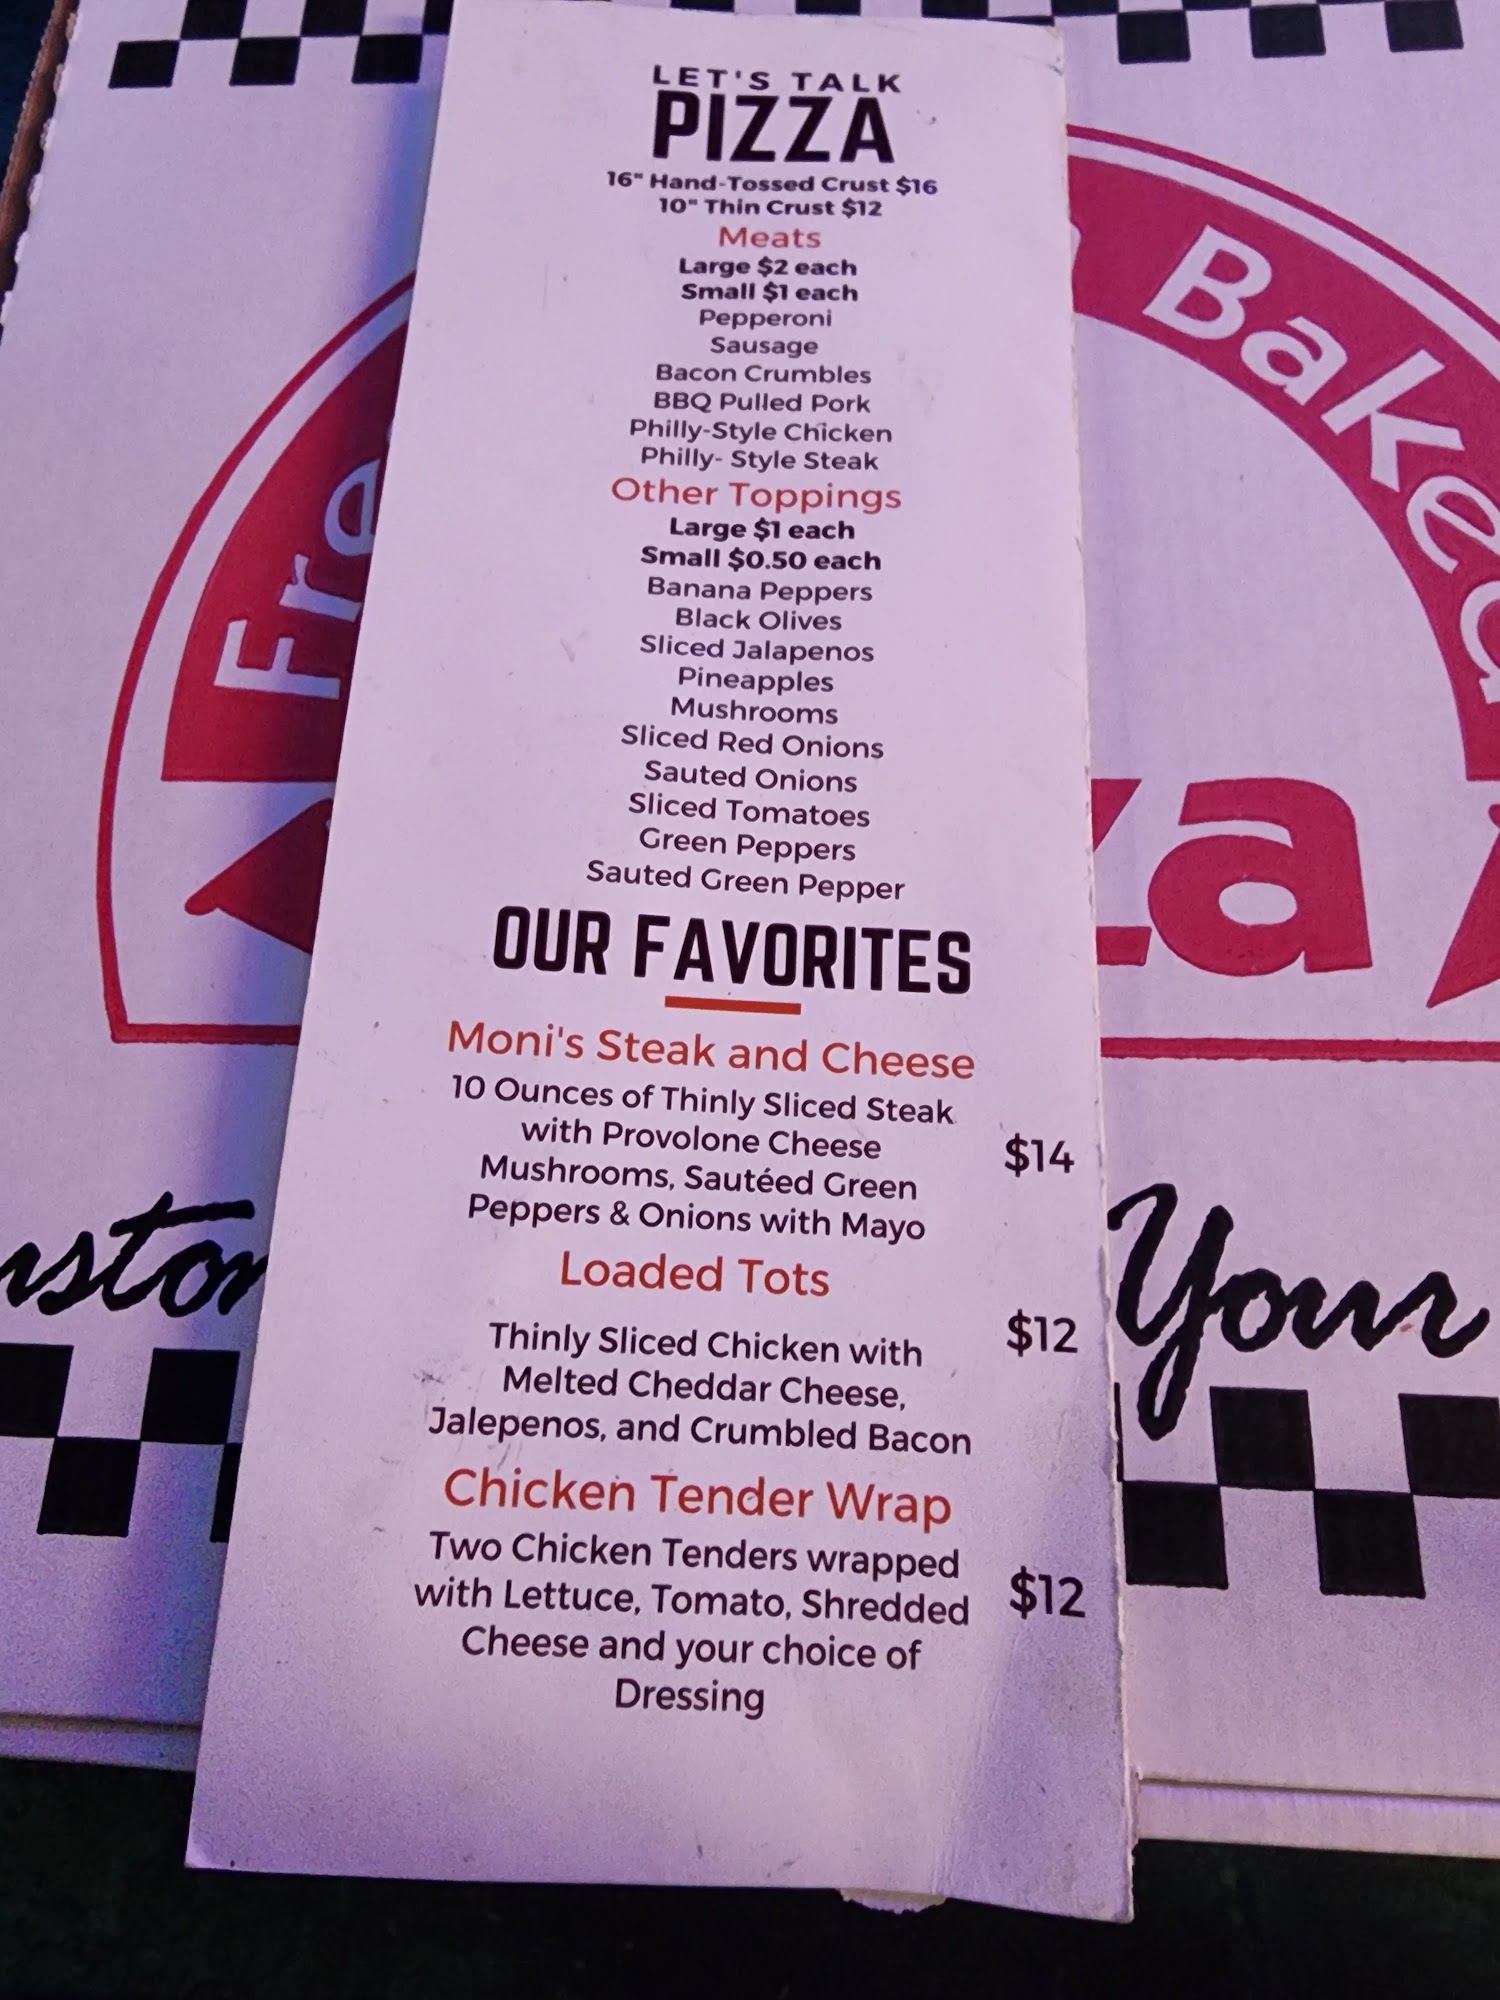 LET'S TALK
PIZZA
16" Hand-Tossed Crust $16
10" Thin Crust $12
Meats
Large $2 each
Small $1 each
Pepperoni
Sausage
Bacon Crumbles
BBQ Pulled Pork
Philly-Style Chicken
Philly- Style Steak
Other Toppings
Large $1 each
Small $0.50 each
Banana Peppers
Black Olives
Sliced Jalapenos
Pineapples
Mushrooms
Sliced Red Onions
Sauted Onions
Sliced Tomatoes
Green Peppers
Sauted Green Pepper
OUR FAVORITES
Moni's Steak and Cheese
10 Ounces of Thinly Sliced Steak
with Provolone Cheese
Mushrooms, Sautéed Green
Peppers & Onions with Mayo
$14
Loaded Tots
Thinly Sliced Chicken with
Melted Cheddar Cheese,
Jalepenos, and Crumbled Bacon
$12
Chicken Tender Wrap
Two Chicken Tenders wrapped
with Lettuce, Tomato, Shredded
Cheese and your choice of
Dressing
$12
Baked
Your